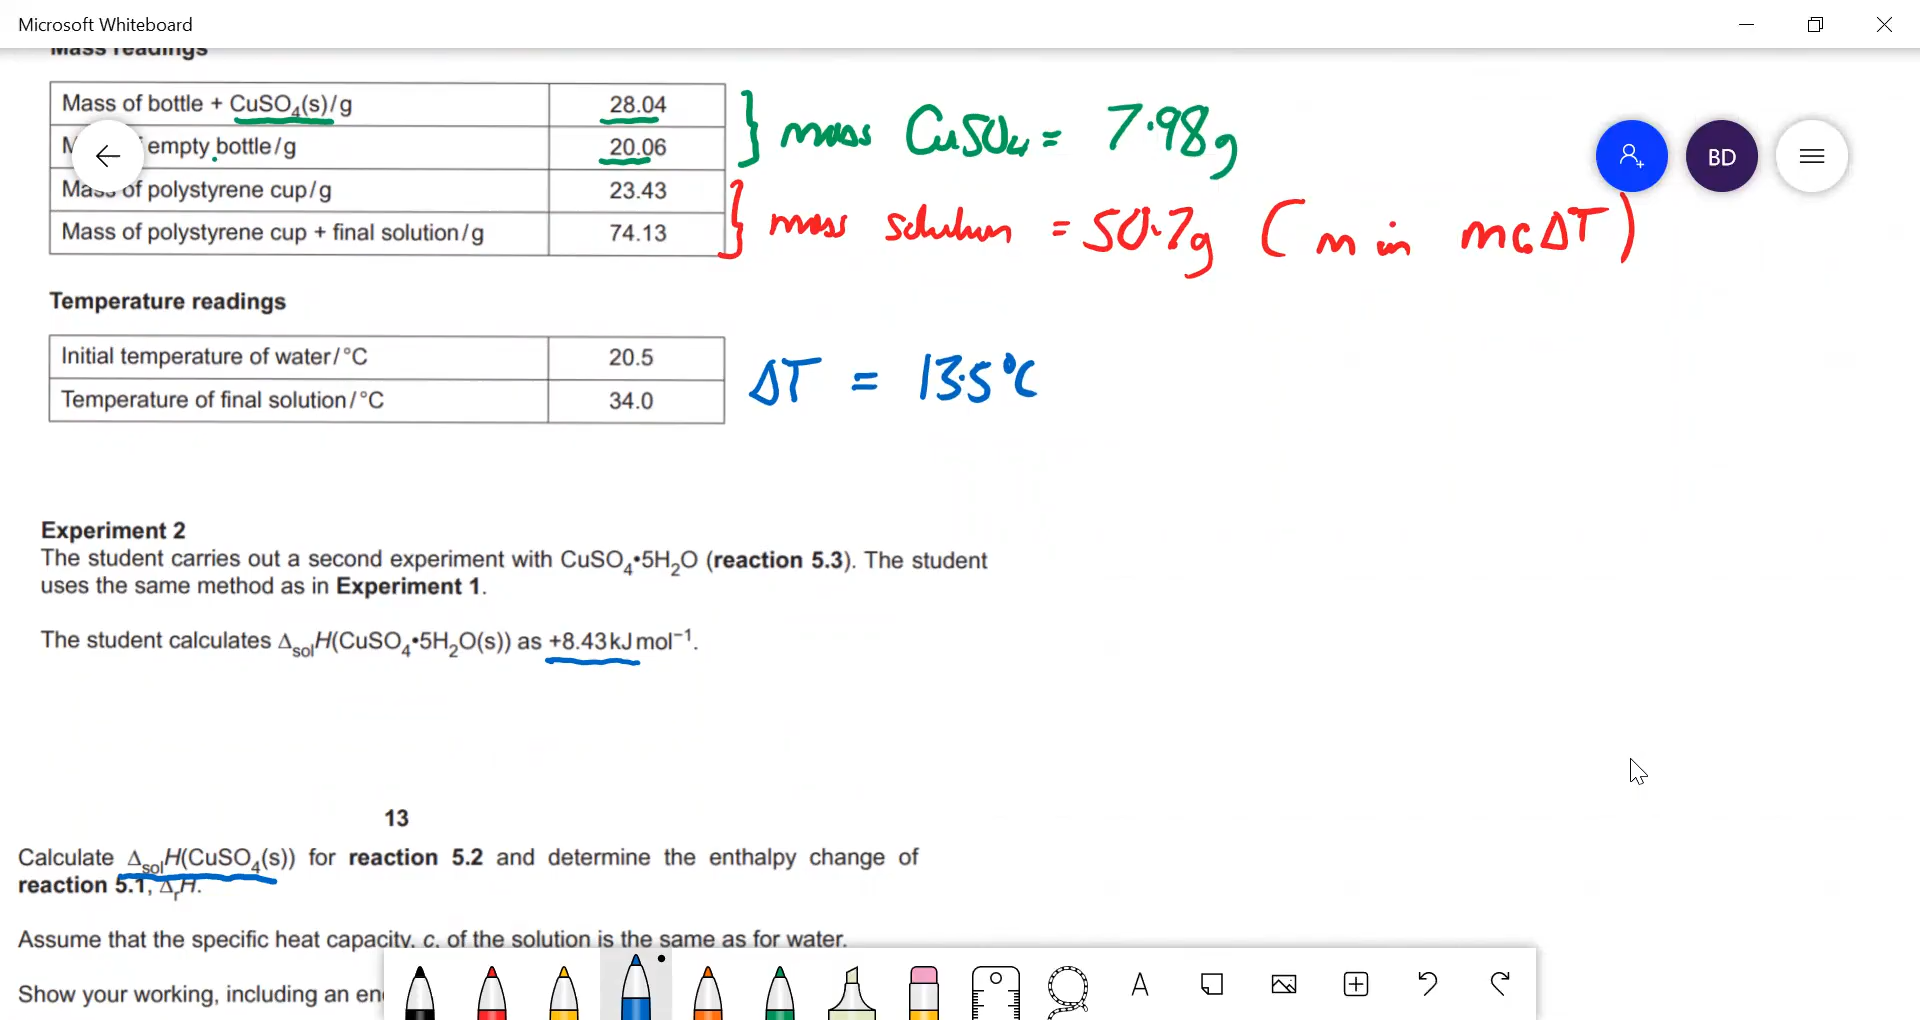 Microsoft Whiteboard
Mass readings
Mass of bottle + CuSO₄(s)/g 28.04
empty bottle/g 20.06
mass CuSO₄ = 7.98g
Mass of polystyrene cup/g 23.43
Mass of polystyrene cup + final solution/g 74.13
mass solution = 50.7g (m in mcΔT)
BD
Temperature readings
Initial temperature of water/°C 20.5
Temperature of final solution/°C 34.0
ΔT = 13.5°C
Experiment 2
The student carries out a second experiment with CuSO₄•5H₂O (reaction 5.3). The student
uses the same method as in Experiment 1.
The student calculates ΔsolH(CuSO₄•5H₂O(s)) as +8.43 kJ mol⁻¹.
13
Calculate ΔsolH(CuSO₄(s)) for reaction 5.2 and determine the enthalpy change of
reaction 5.1, ΔrH.
Assume that the specific heat capacity, c, of the solution is the same as for water.
Show your working, including an
A